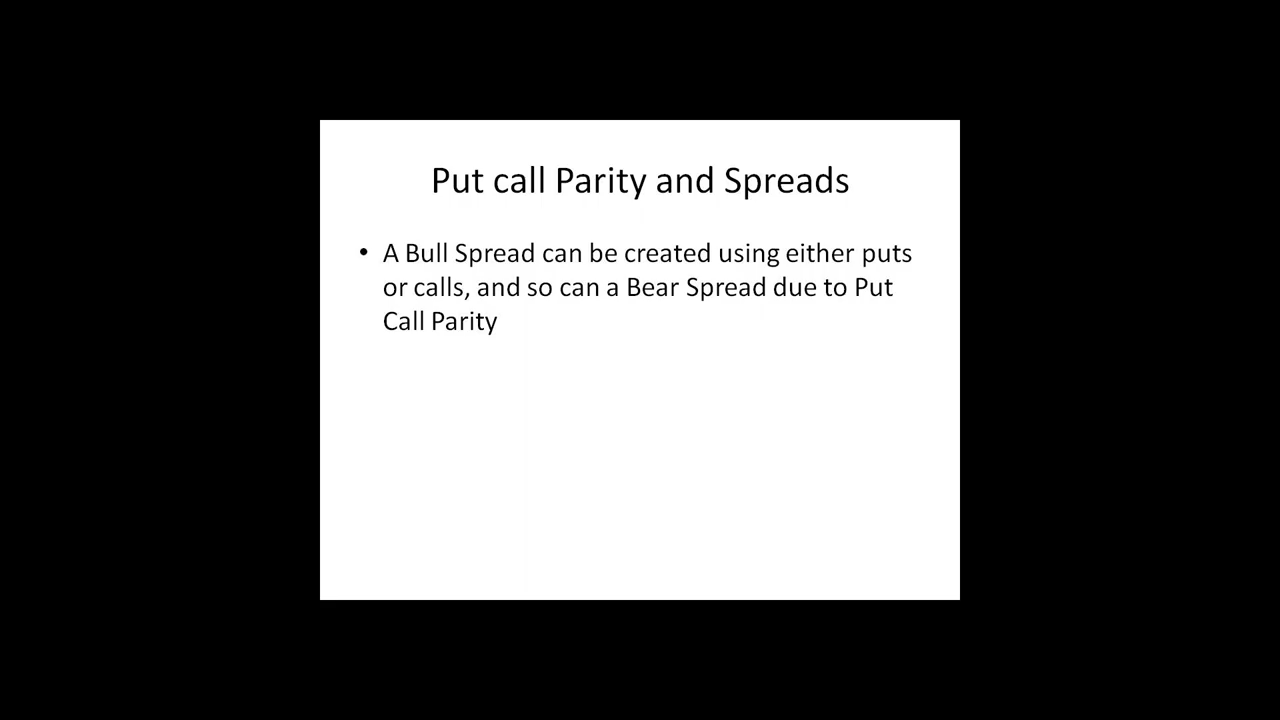 Put call Parity and Spreads
• A Bull Spread can be created using either puts
or calls, and so can a Bear Spread due to Put
Call Parity